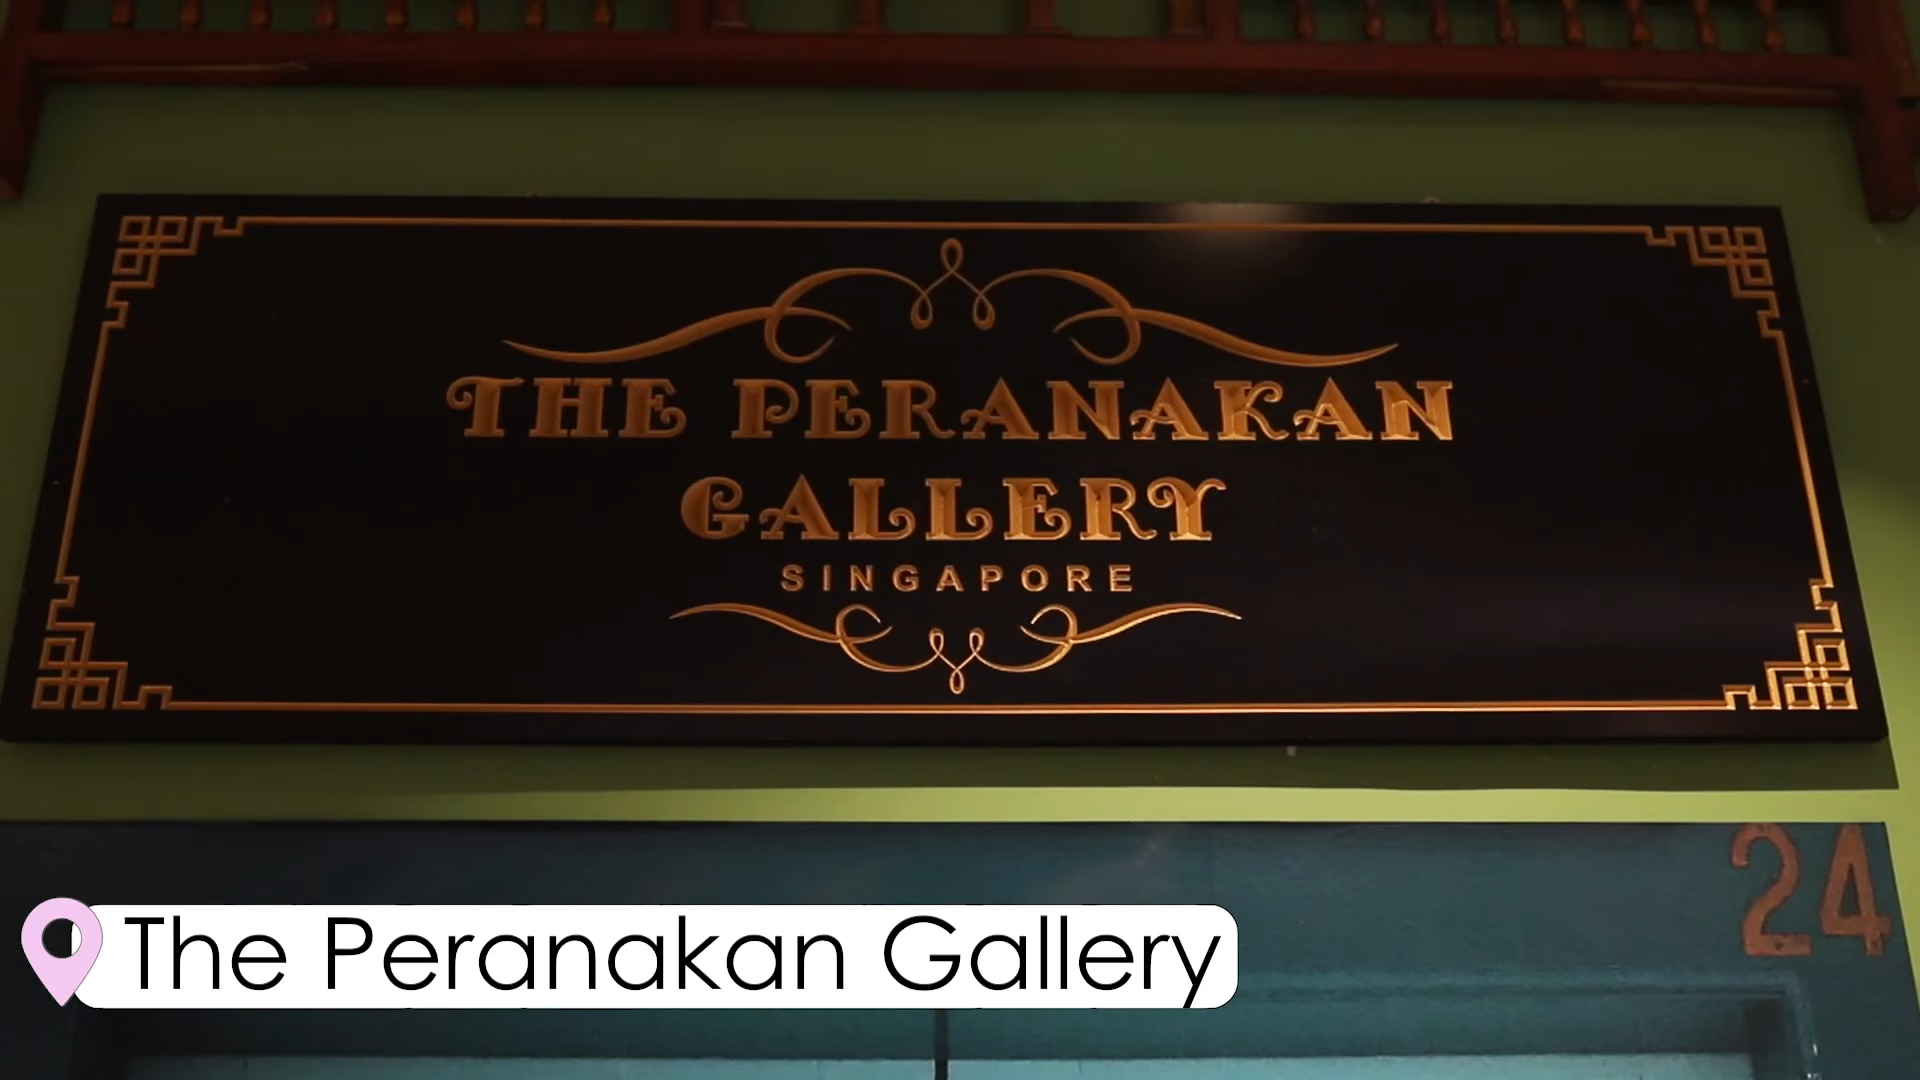 THE PERANAKAN
GALLERY
SINGAPORE
24
The Peranakan Gallery